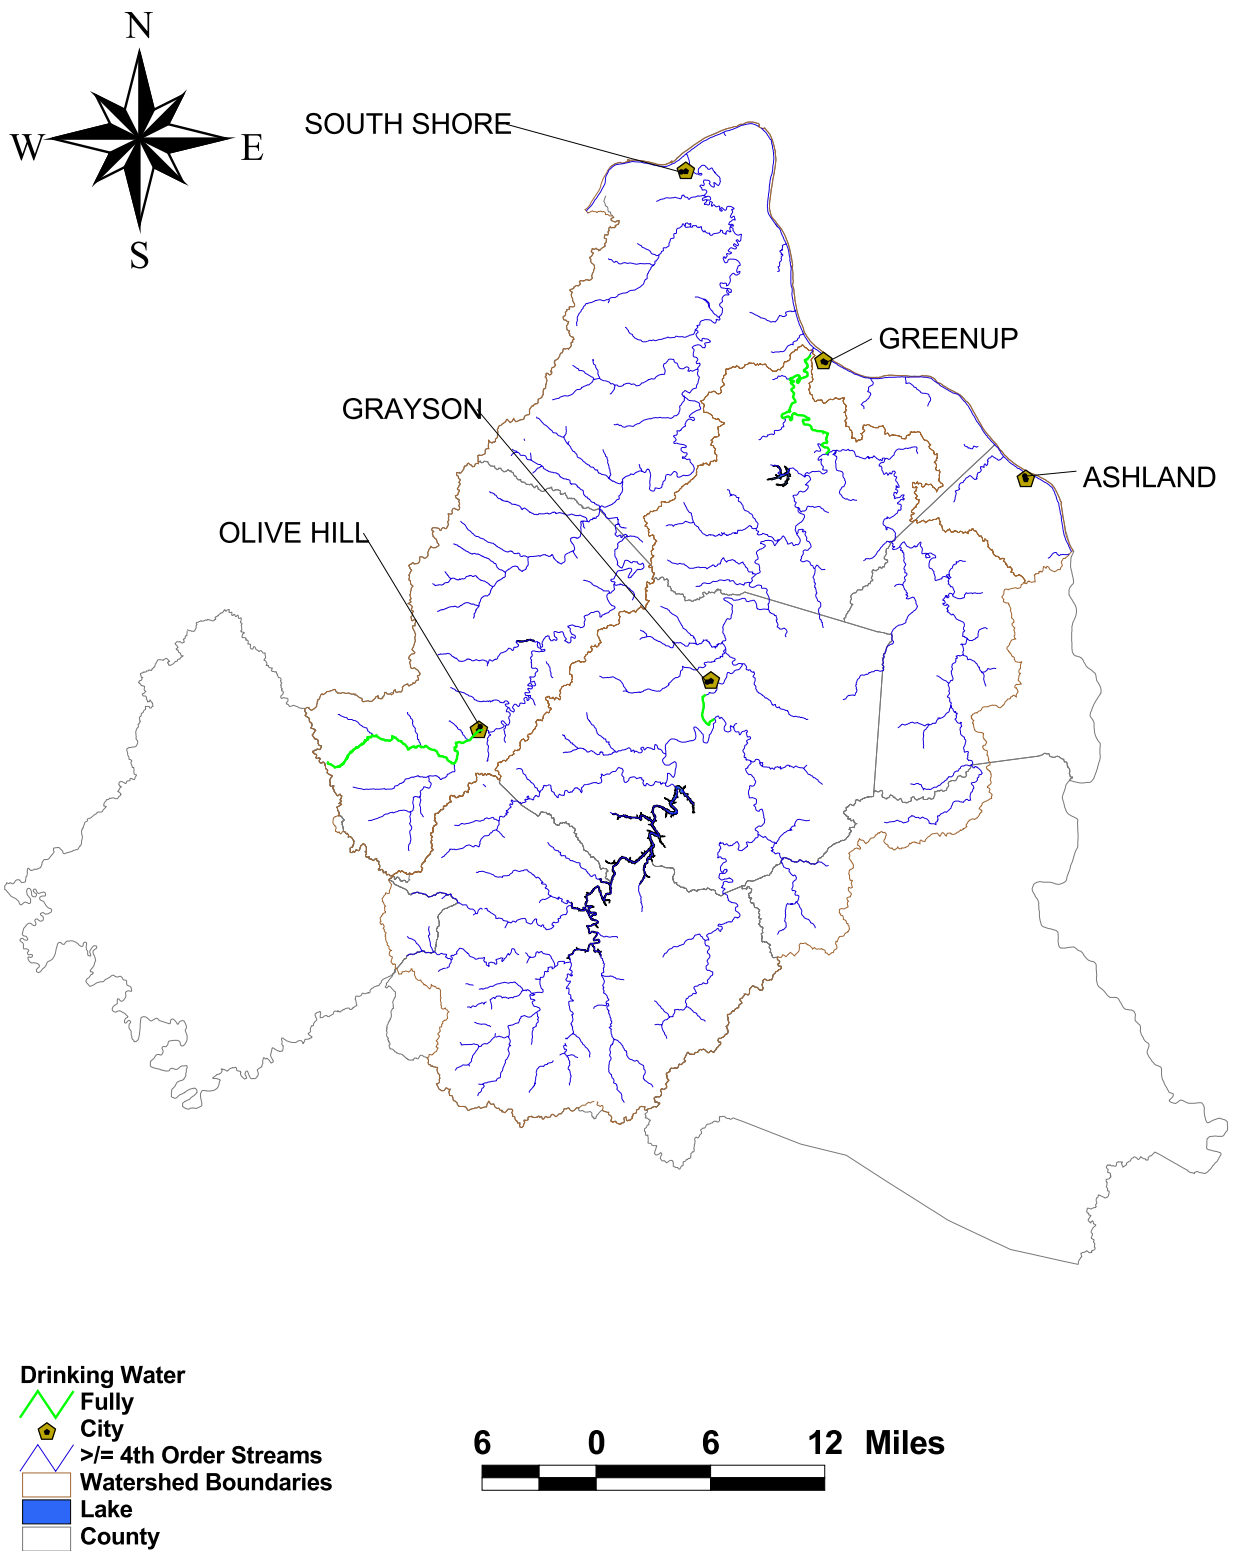 N
W
E
S
SOUTH SHORE
GREENUP
GRAYSON
ASHLAND
OLIVE HILL
Drinking Water
Fully
City
>/= 4th Order Streams
Watershed Boundaries
Lake
County
6 0 6 12 Miles